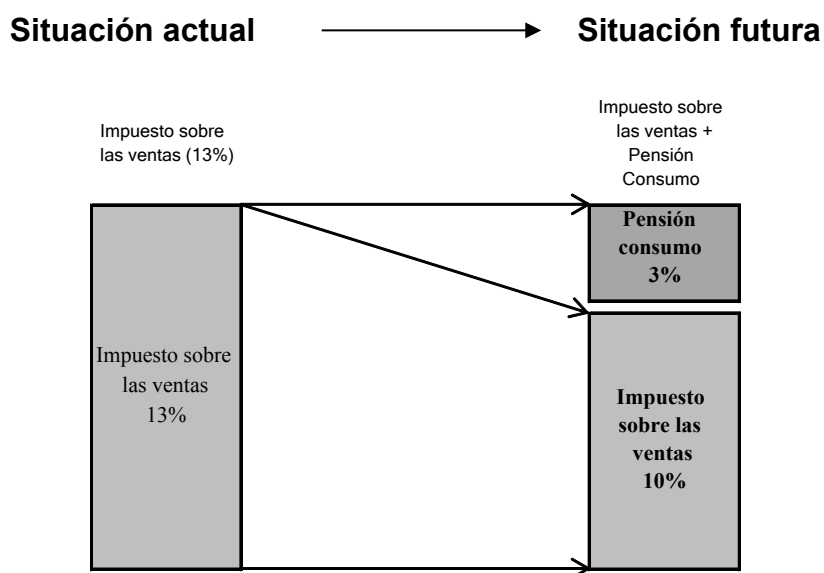 Situación actual
Situación futura
Impuesto sobre
las ventas (13%)
Impuesto sobre
las ventas +
Pensión
Consumo
Impuesto sobre
las ventas
13%
Pensión
consumo
3%
Impuesto
sobre las
ventas
10%